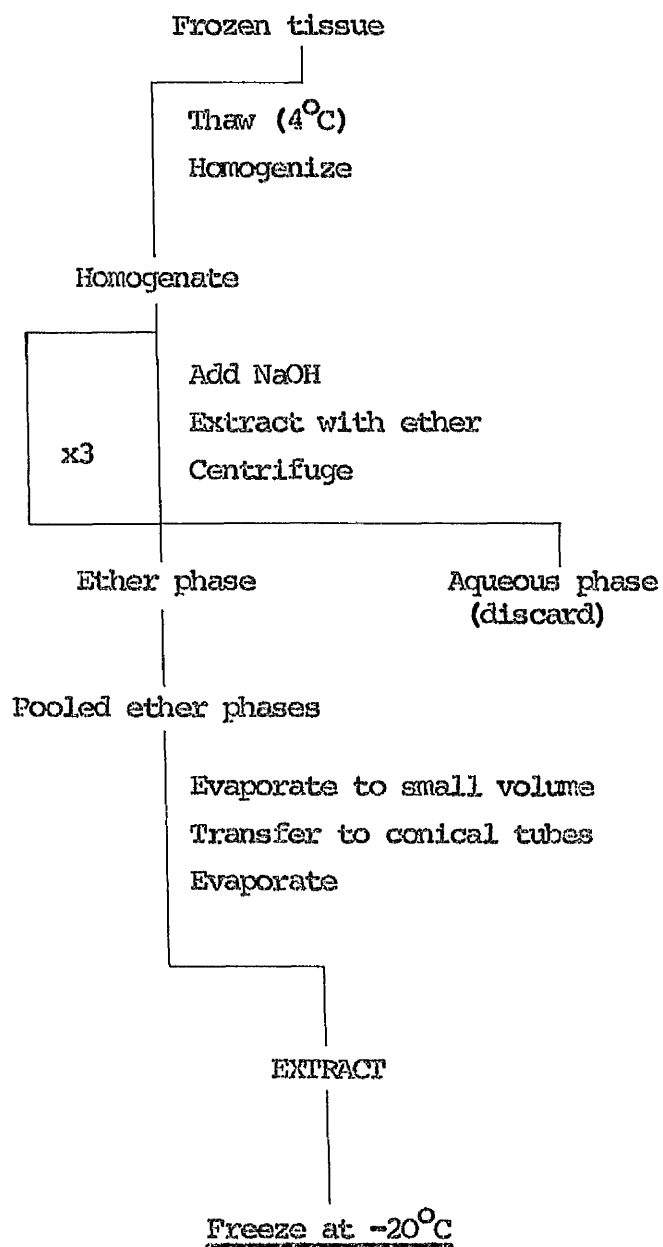 Frozen tissue
Thaw (4°C)
Homogenize
Homogenate
Add NaOH
Extract with ether
x3
Centrifuge
Ether phase
Aqueous phase
(discard)
Pooled ether phases
Evaporate to small volume
Transfer to conical tubes
Evaporate
EXTRACT
Freeze at -20°C